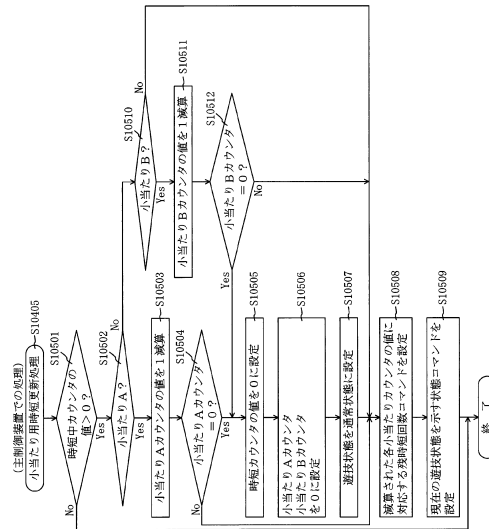 (主制御装置での処理)
小当たり用時短更新処理
S10405
時短中カウンタの
値>0?
S10501
No
Yes
小当たりA?
S10502
No
Yes
小当たりAカウンタの値を1減算
S10503
小当たりAカウンタ
=0?
S10504
No
Yes
小当たりB?
S10510
No
Yes
小当たりBカウンタの値を1減算
S10511
小当たりBカウンタ
=0?
S10512
Yes
No
時短カウンタの値を0に設定
S10505
小当たりAカウンタ
小当たりBカウンタ
を0に設定
S10506
遊技状態を通常状態に設定
S10507
減算された各小当たりカウンタの値に
対応する残時短回数コマンドを設定
S10508
現在の遊技状態を示す状態コマンドを
設定
S10509
終了